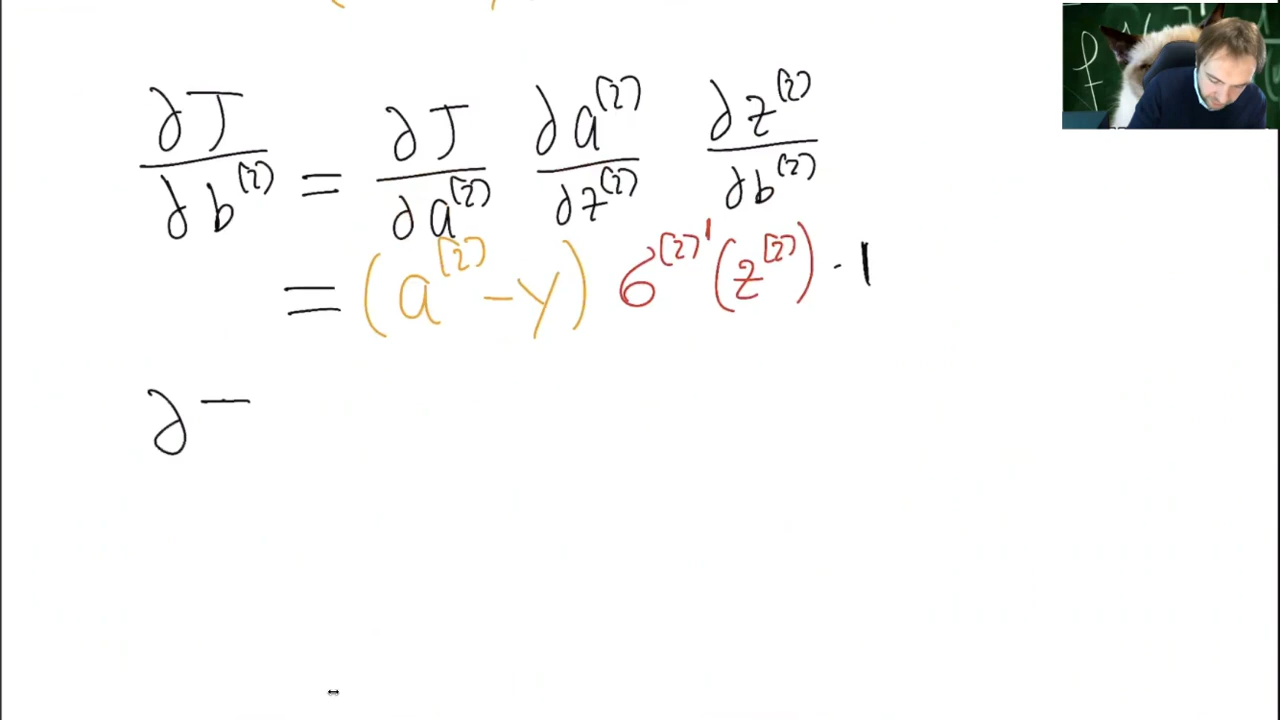 ∂J/∂b^[2] = ∂J/∂a^[2] ∂a^[2]/∂z^[2] ∂z^[2]/∂b^[2]
= (a^[2] - y) σ^[2]'(z^[2]) · 1
∂